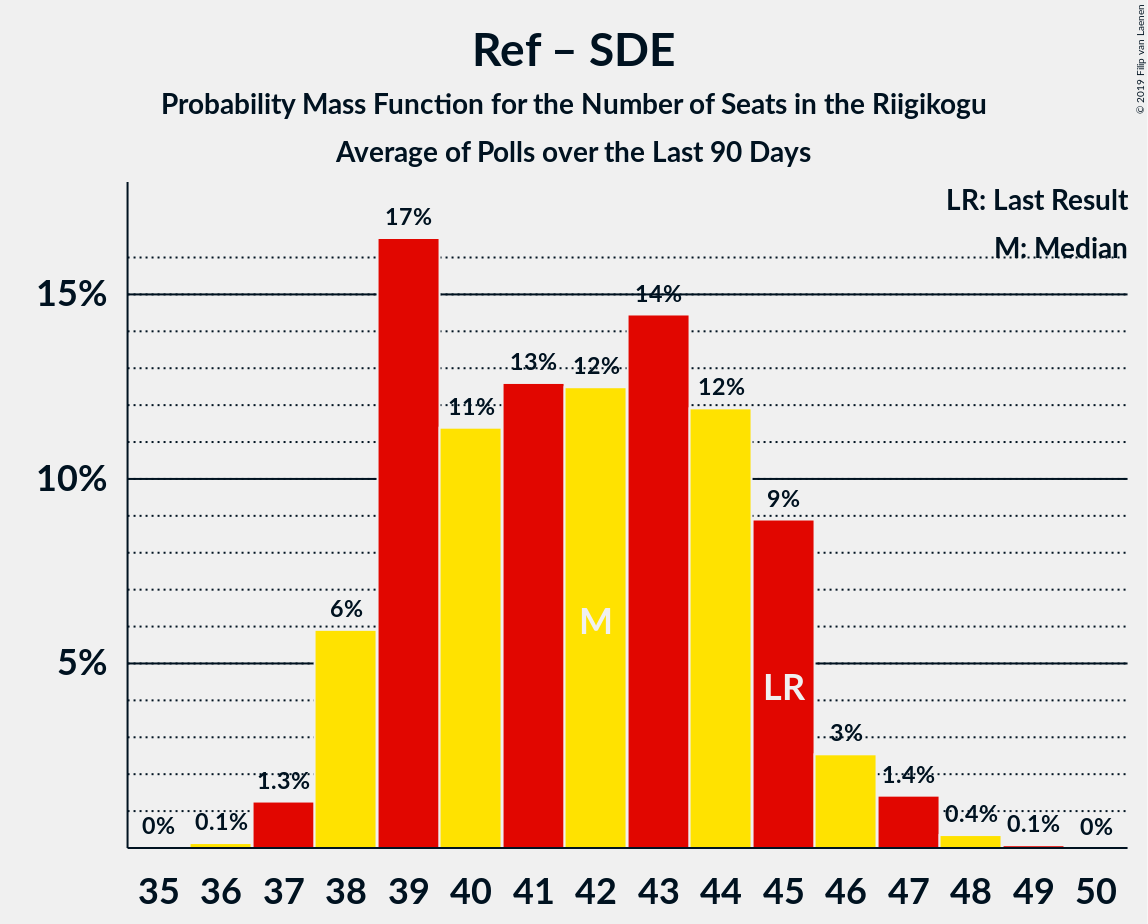 Ref – SDE
Probability Mass Function for the Number of Seats in the Riigikogu
Average of Polls over the Last 90 Days
© 2019 Filip van Laenen
LR: Last Result
M: Median
15%
10%
5%
0%
0.1%
1.3%
6%
17%
11%
13%
12%
14%
12%
9%
3%
1.4%
0.4%
0.1%
0%
M
LR
35 36 37 38 39 40 41 42 43 44 45 46 47 48 49 50